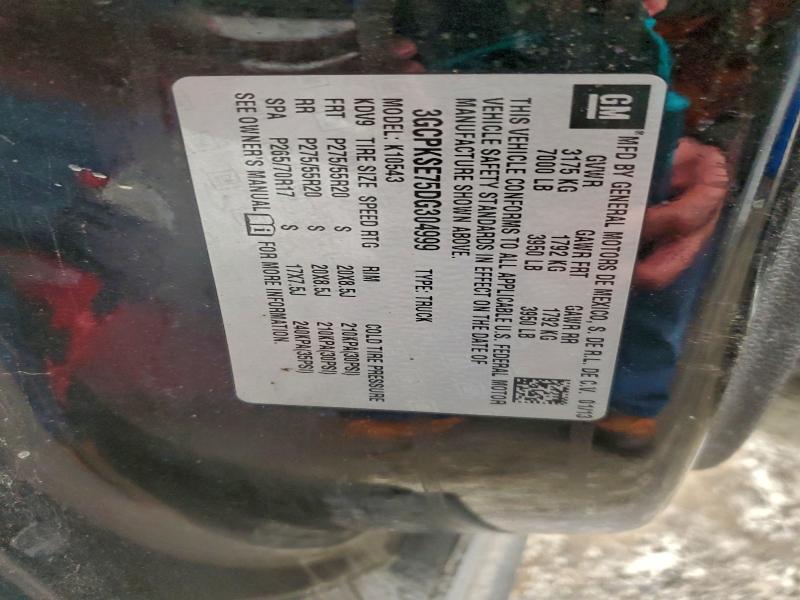 GM
®MFD BY GENERAL MOTORS DE MEXICO, S. DE R.L. DE C.V. 01/13
GVWR GAWR FRT GAWR RR
3175 KG 1792 KG 1792 KG
7000 LB 3950 LB 3950 LB
THIS VEHICLE CONFORMS TO ALL APPLICABLE U.S. FEDERAL MOTOR
VEHICLE SAFETY STANDARDS IN EFFECT ON THE DATE OF
MANUFACTURE SHOWN ABOVE.
3GCPKSE75DG304699 TYPE: TRUCK
MODEL: K10543
KDV9 TIRE SIZE SPEED RTG RIM COLD TIRE PRESSURE
FRT P275/55R20 S 20X8.5J 210KPA(30PSI)
RR P275/55R20 S 20X8.5J 210KPA(30PSI)
SPA P265/70R17 S 17X7.5J 240KPA(35PSI)
SEE OWNER'S MANUAL FOR MORE INFORMATION.